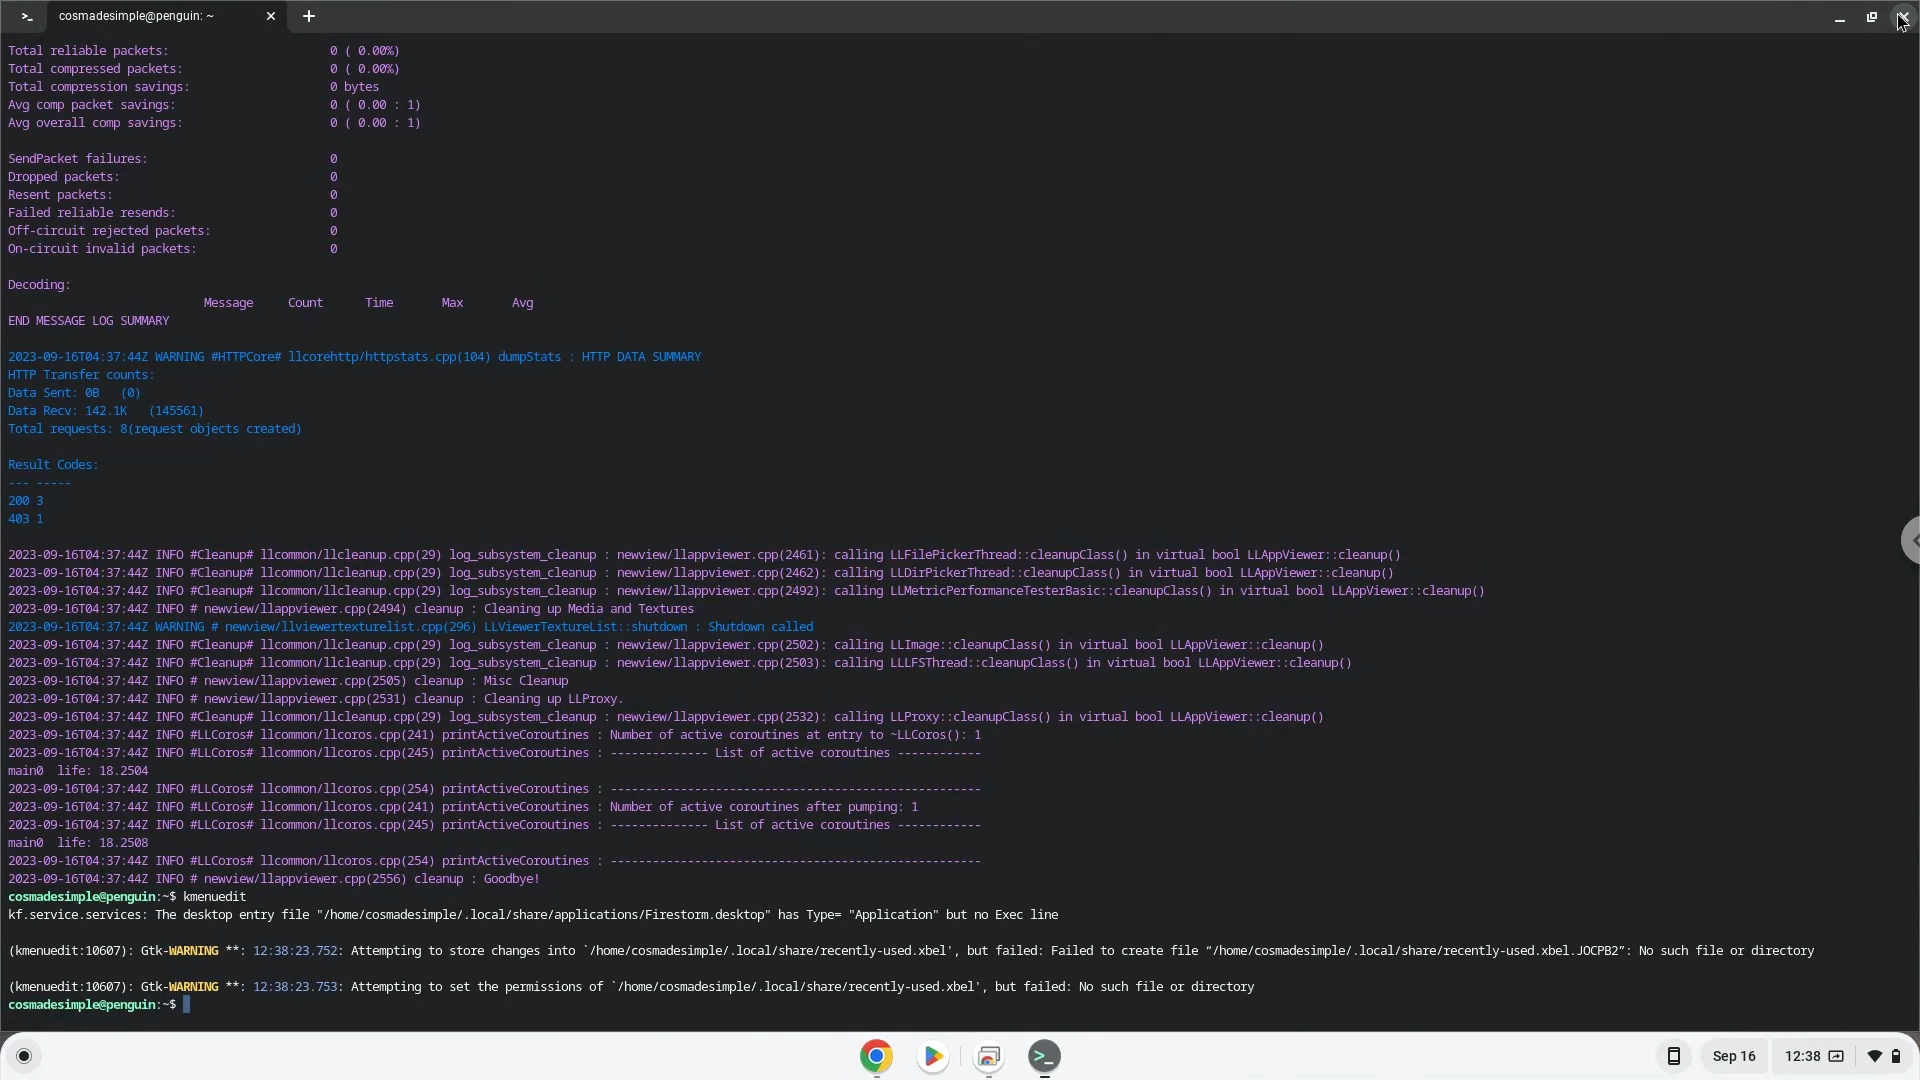 cosmadesimple@penguin: ~
Total reliable packets: 0 ( 0.00%)
Total compressed packets: 0 ( 0.00%)
Total compression savings: 0 bytes
Avg comp packet savings: 0 ( 0.00 : 1)
Avg overall comp savings: 0 ( 0.00 : 1)
SendPacket failures: 0
Dropped packets: 0
Resent packets: 0
Failed reliable resends: 0
Off-circuit rejected packets: 0
On-circuit invalid packets: 0
Decoding:
Message Count Time Max Avg
END MESSAGE LOG SUMMARY
2023-09-16T04:37:44Z WARNING #HTTPCore# llcorehttp/httpstats.cpp(104) dumpStats : HTTP DATA SUMMARY
HTTP Transfer counts:
Data Sent: 0B (0)
Data Recv: 142.1K (145561)
Total requests: 8(request objects created)
Result Codes:
--- -----
200 3
403 1
2023-09-16T04:37:44Z INFO #Cleanup# llcommon/llcleanup.cpp(29) log_subsystem_cleanup : newview/llappviewer.cpp(2461): calling LLFilePickerThread::cleanupClass() in virtual bool LLAppViewer::cleanup()
2023-09-16T04:37:44Z INFO #Cleanup# llcommon/llcleanup.cpp(29) log_subsystem_cleanup : newview/llappviewer.cpp(2462): calling LLDirPickerThread::cleanupClass() in virtual bool LLAppViewer::cleanup()
2023-09-16T04:37:44Z INFO #Cleanup# llcommon/llcleanup.cpp(29) log_subsystem_cleanup : newview/llappviewer.cpp(2492): calling LLMetricPerformanceTesterBasic::cleanupClass() in virtual bool LLAppViewer::cleanup()
2023-09-16T04:37:44Z INFO # newview/llappviewer.cpp(2494) cleanup : Cleaning up Media and Textures
2023-09-16T04:37:44Z WARNING # newview/llviewertexturelist.cpp(296) LLViewerTextureList::shutdown : Shutdown called
2023-09-16T04:37:44Z INFO #Cleanup# llcommon/llcleanup.cpp(29) log_subsystem_cleanup : newview/llappviewer.cpp(2502): calling LLImage::cleanupClass() in virtual bool LLAppViewer::cleanup()
2023-09-16T04:37:44Z INFO #Cleanup# llcommon/llcleanup.cpp(29) log_subsystem_cleanup : newview/llappviewer.cpp(2503): calling LLLFSThread::cleanupClass() in virtual bool LLAppViewer::cleanup()
2023-09-16T04:37:44Z INFO # newview/llappviewer.cpp(2505) cleanup : Misc Cleanup
2023-09-16T04:37:44Z INFO # newview/llappviewer.cpp(2531) cleanup : Cleaning up LLProxy.
2023-09-16T04:37:44Z INFO #Cleanup# llcommon/llcleanup.cpp(29) log_subsystem_cleanup : newview/llappviewer.cpp(2532): calling LLProxy::cleanupClass() in virtual bool LLAppViewer::cleanup()
2023-09-16T04:37:44Z INFO #LLCoros# llcommon/llcoros.cpp(241) printActiveCoroutines : Number of active coroutines at entry to ~LLCoros(): 1
2023-09-16T04:37:44Z INFO #LLCoros# llcommon/llcoros.cpp(245) printActiveCoroutines : -------------- List of active coroutines ------------
main0 life: 18.2504
2023-09-16T04:37:44Z INFO #LLCoros# llcommon/llcoros.cpp(254) printActiveCoroutines : -----------------------------------------------------
2023-09-16T04:37:44Z INFO #LLCoros# llcommon/llcoros.cpp(241) printActiveCoroutines : Number of active coroutines after pumping: 1
2023-09-16T04:37:44Z INFO #LLCoros# llcommon/llcoros.cpp(245) printActiveCoroutines : -------------- List of active coroutines ------------
main0 life: 18.2508
2023-09-16T04:37:44Z INFO #LLCoros# llcommon/llcoros.cpp(254) printActiveCoroutines : -----------------------------------------------------
2023-09-16T04:37:44Z INFO # newview/llappviewer.cpp(2556) cleanup : Goodbye!
cosmadesimple@penguin:~$ kmenuedit
kf.service.services: The desktop entry file "/home/cosmadesimple/.local/share/applications/Firestorm.desktop" has Type= "Application" but no Exec line
(kmenuedit:10607): Gtk-WARNING **: 12:38:23.752: Attempting to store changes into `/home/cosmadesimple/.local/share/recently-used.xbel', but failed: Failed to create file “/home/cosmadesimple/.local/share/recently-used.xbel.JOCPB2”: No such file or directory
(kmenuedit:10607): Gtk-WARNING **: 12:38:23.753: Attempting to set the permissions of `/home/cosmadesimple/.local/share/recently-used.xbel', but failed: No such file or directory
cosmadesimple@penguin:~$
Sep 16 12:38